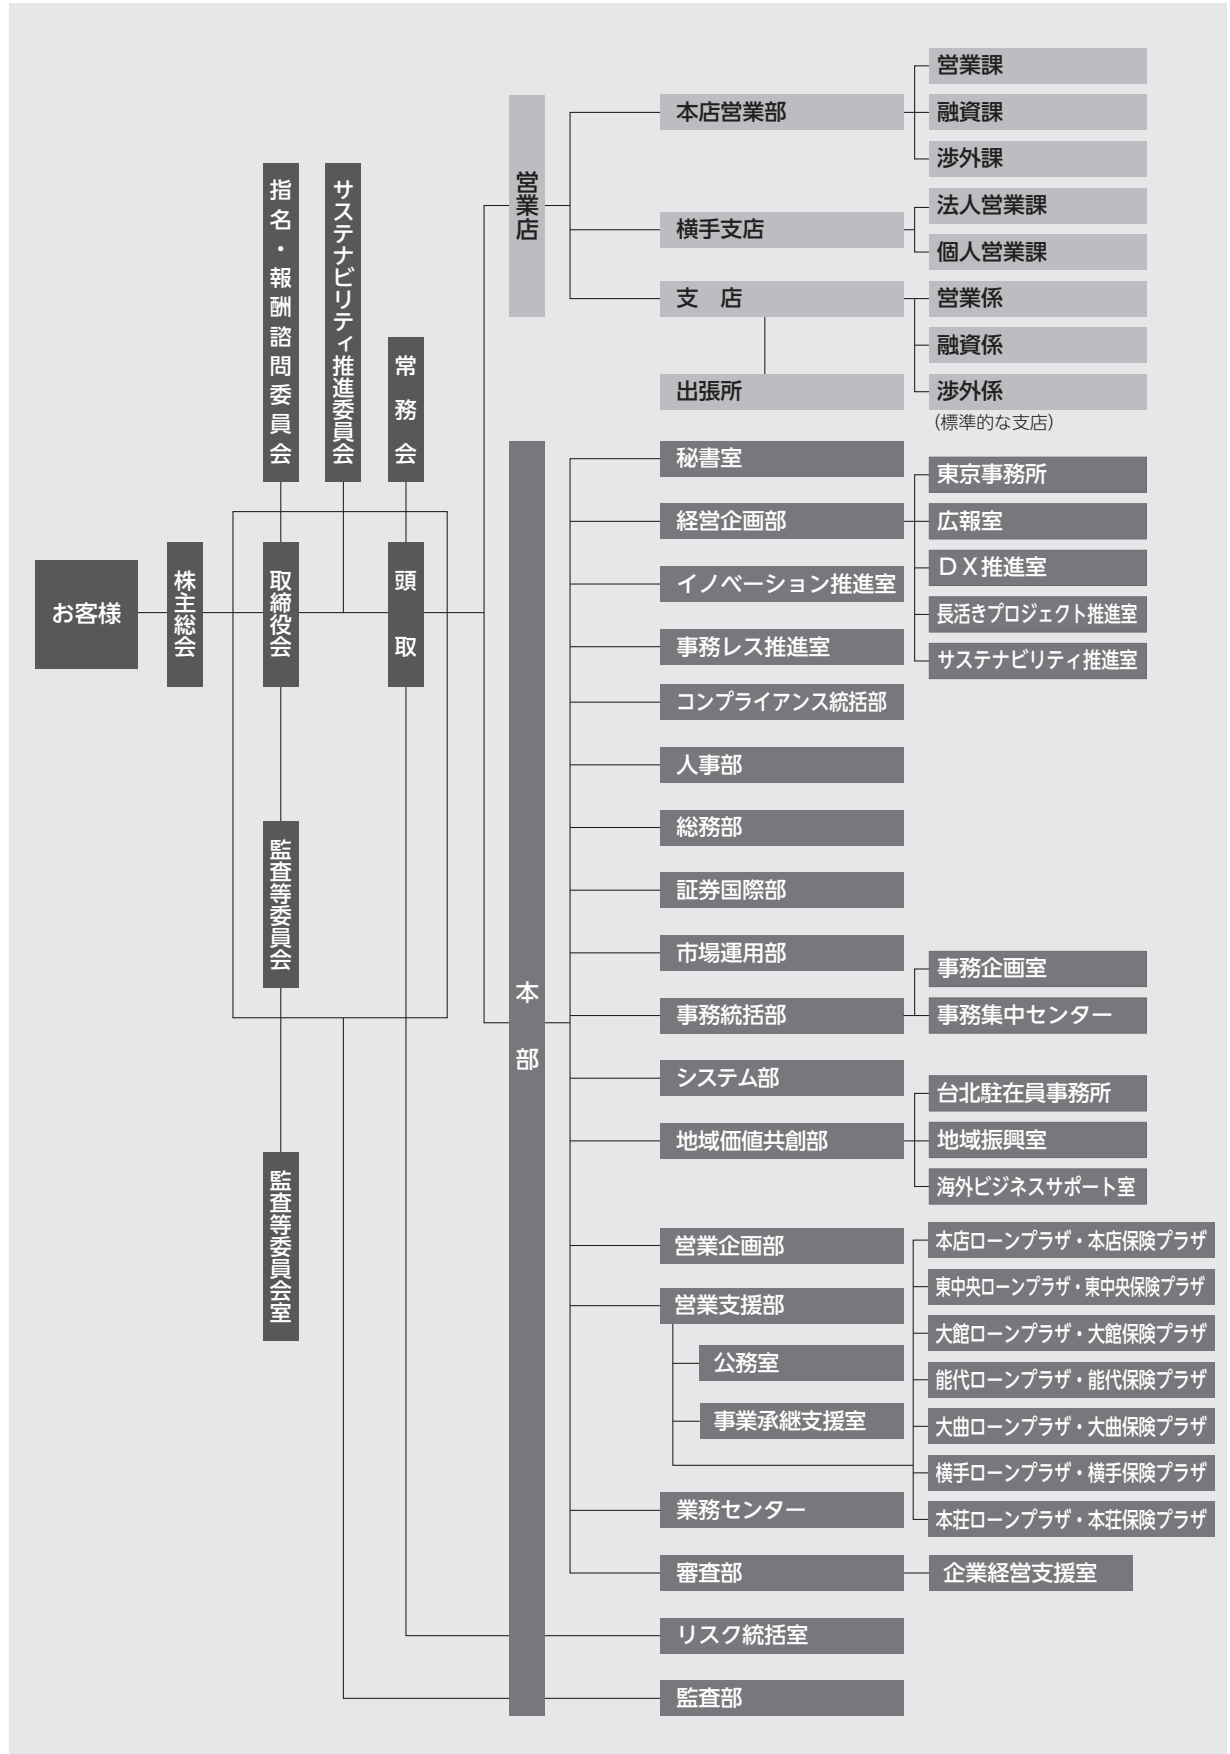 お客様
株主総会
指名・報酬諮問委員会
取締役会
監査等委員会
監査等委員会室
サステナビリティ推進委員会
常務会
頭取
営業店
本店営業部
営業課
融資課
渉外課
横手支店
法人営業課
個人営業課
支　店
営業係
融資係
渉外係
(標準的な支店)
出張所
本部
秘書室
経営企画部
東京事務所
広報室
DX推進室
長活きプロジェクト推進室
サステナビリティ推進室
イノベーション推進室
事務レス推進室
コンプライアンス統括部
人事部
総務部
証券国際部
市場運用部
事務統括部
事務企画室
事務集中センター
システム部
地域価値共創部
台北駐在員事務所
地域振興室
海外ビジネスサポート室
営業企画部
営業支援部
公務室
事業承継支援室
本店ローンプラザ・本店保険プラザ
東中央ローンプラザ・東中央保険プラザ
大館ローンプラザ・大館保険プラザ
能代ローンプラザ・能代保険プラザ
大曲ローンプラザ・大曲保険プラザ
横手ローンプラザ・横手保険プラザ
本荘ローンプラザ・本荘保険プラザ
業務センター
審査部
企業経営支援室
リスク統括室
監査部